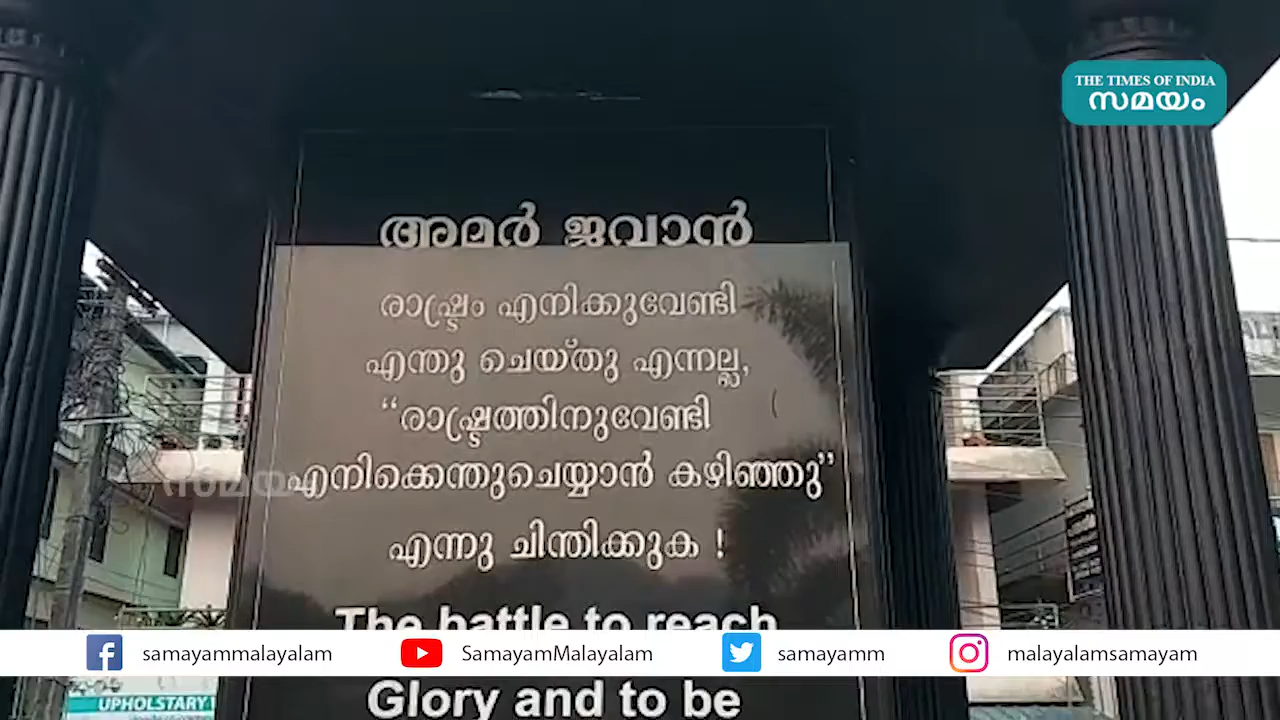 THE TIMES OF INDIA
സമയം
അമർ ജവാൻ
രാഷ്ട്രം എനിക്കുവേണ്ടി
എന്തു ചെയ്തു എന്നല്ല,
“രാഷ്ട്രത്തിനുവേണ്ടി
എനിക്കെന്തുചെയ്യാൻ കഴിഞ്ഞു”
എന്നു ചിന്തിക്കുക !
സമയം
The battle to reach
samayammalayalam
SamayamMalayalam
samayamm
malayalamsamayam
Glory and to be
UPHOLSTARY